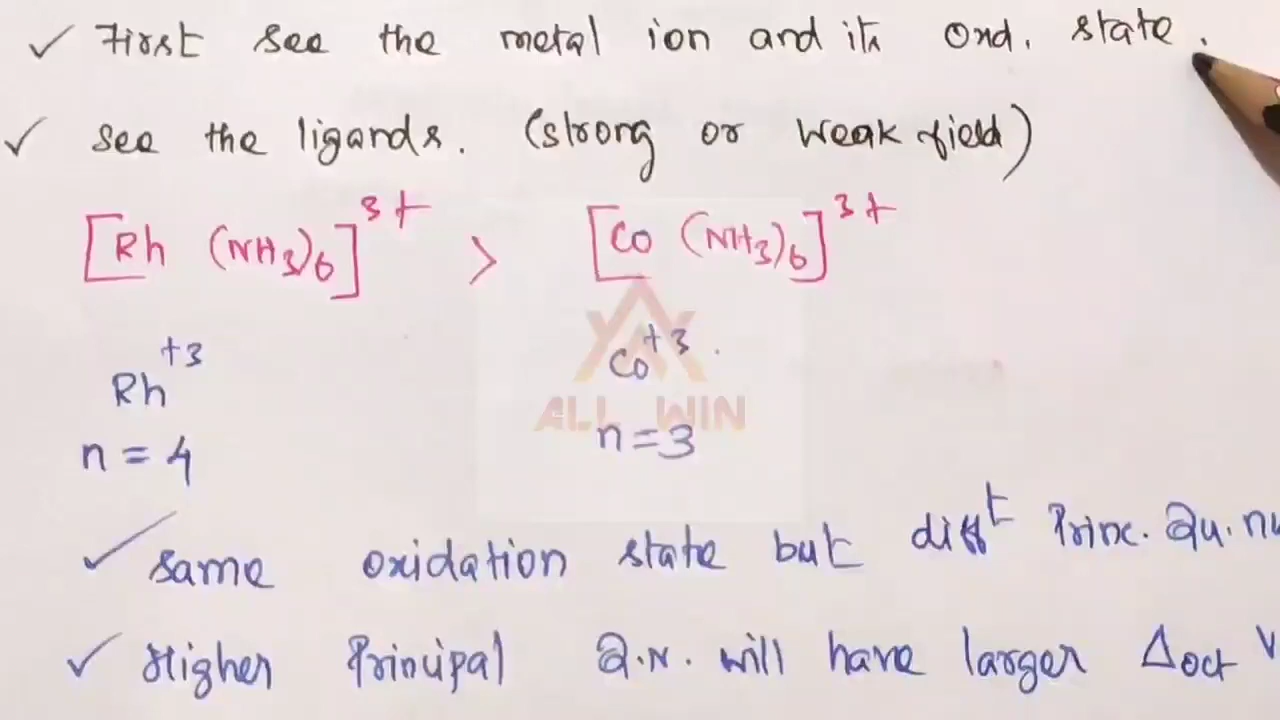 ✓ First see the metal ion and its Oxd. state.
✓ see the ligands. (strong or weak field)
[Rh (NH3)6]3+ > [Co (NH3)6]3+
Rh+3 Co+3.
ALL WIN
n = 4 n = 3
✓ same oxidation state but difft Princ. Qu. nu
✓ Higher Principal Q.N. will have larger Δoct V